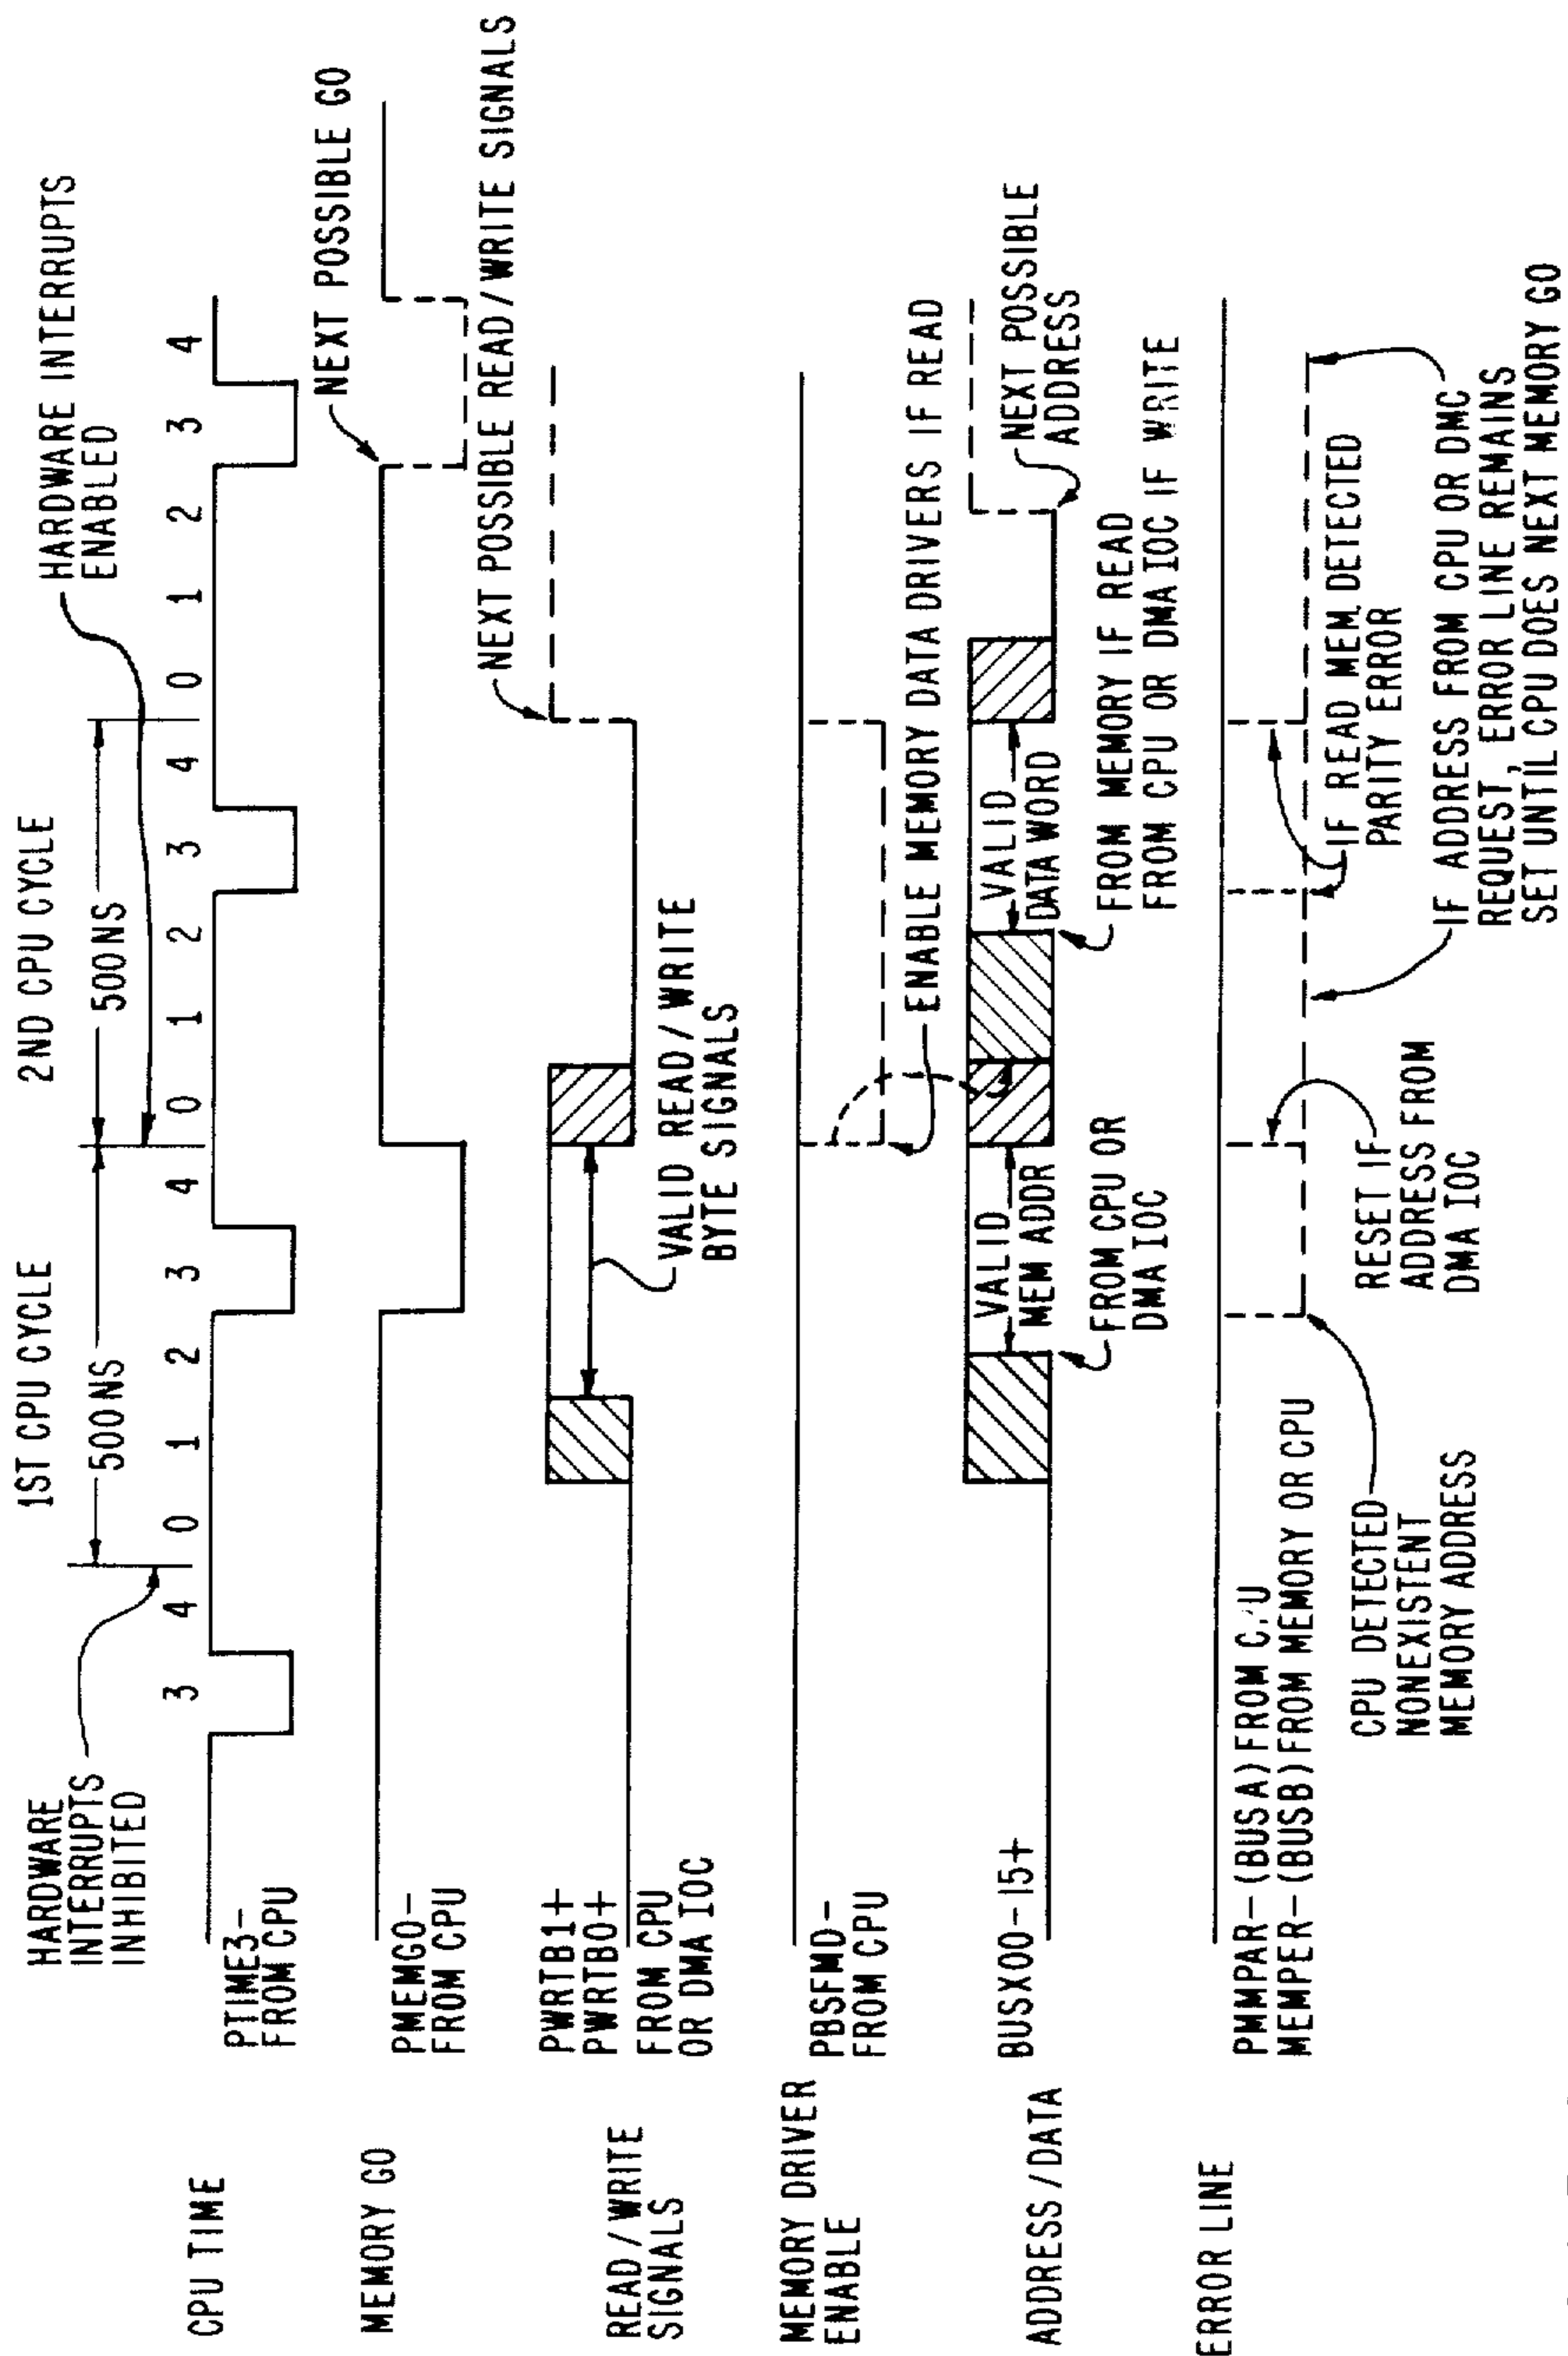 1ST CPU CYCLE
2ND CPU CYCLE
HARDWARE
INTERRUPTS
INHIBITED
500NS
500NS
HARDWARE INTERRUPTS
ENABLED
3 4 0 1 2 3 4 0 1 2 3 4 0 1 2 3 4
CPU TIME
PTIME3-
FROM CPU
NEXT POSSIBLE GO
MEMORY GO
PMEMGO-
FROM CPU
NEXT POSSIBLE READ/WRITE SIGNALS
READ/WRITE
SIGNALS
PWRTB1+
PWRTB0+
FROM CPU
OR DMA IOC
VALID READ/WRITE
BYTE SIGNALS
MEMORY DRIVER
ENABLE
PBSFMD-
FROM CPU
ENABLE MEMORY DATA DRIVERS IF READ
ADDRESS/DATA
BUSX00-15+
VALID
MEM ADDR
FROM CPU OR
DMA IOC
VALID
DATA WORD
FROM MEMORY IF READ
FROM CPU OR DMA IOC IF WRITE
NEXT POSSIBLE
ADDRESS
ERROR LINE
PMMPAR-(BUSA) FROM
MEMPER-(BUSB) FROM MEMORY OR CPU
CPU DETECTED
NONEXISTENT
MEMORY ADDRESS
RESET IF
ADDRESS FROM
DMA IOC
IF READ MEM DETECTED
PARITY ERROR
IF ADDRESS FROM CPU OR DMC
REQUEST, ERROR LINE REMAINS
SET UNTIL CPU DOES NEXT MEMORY GO